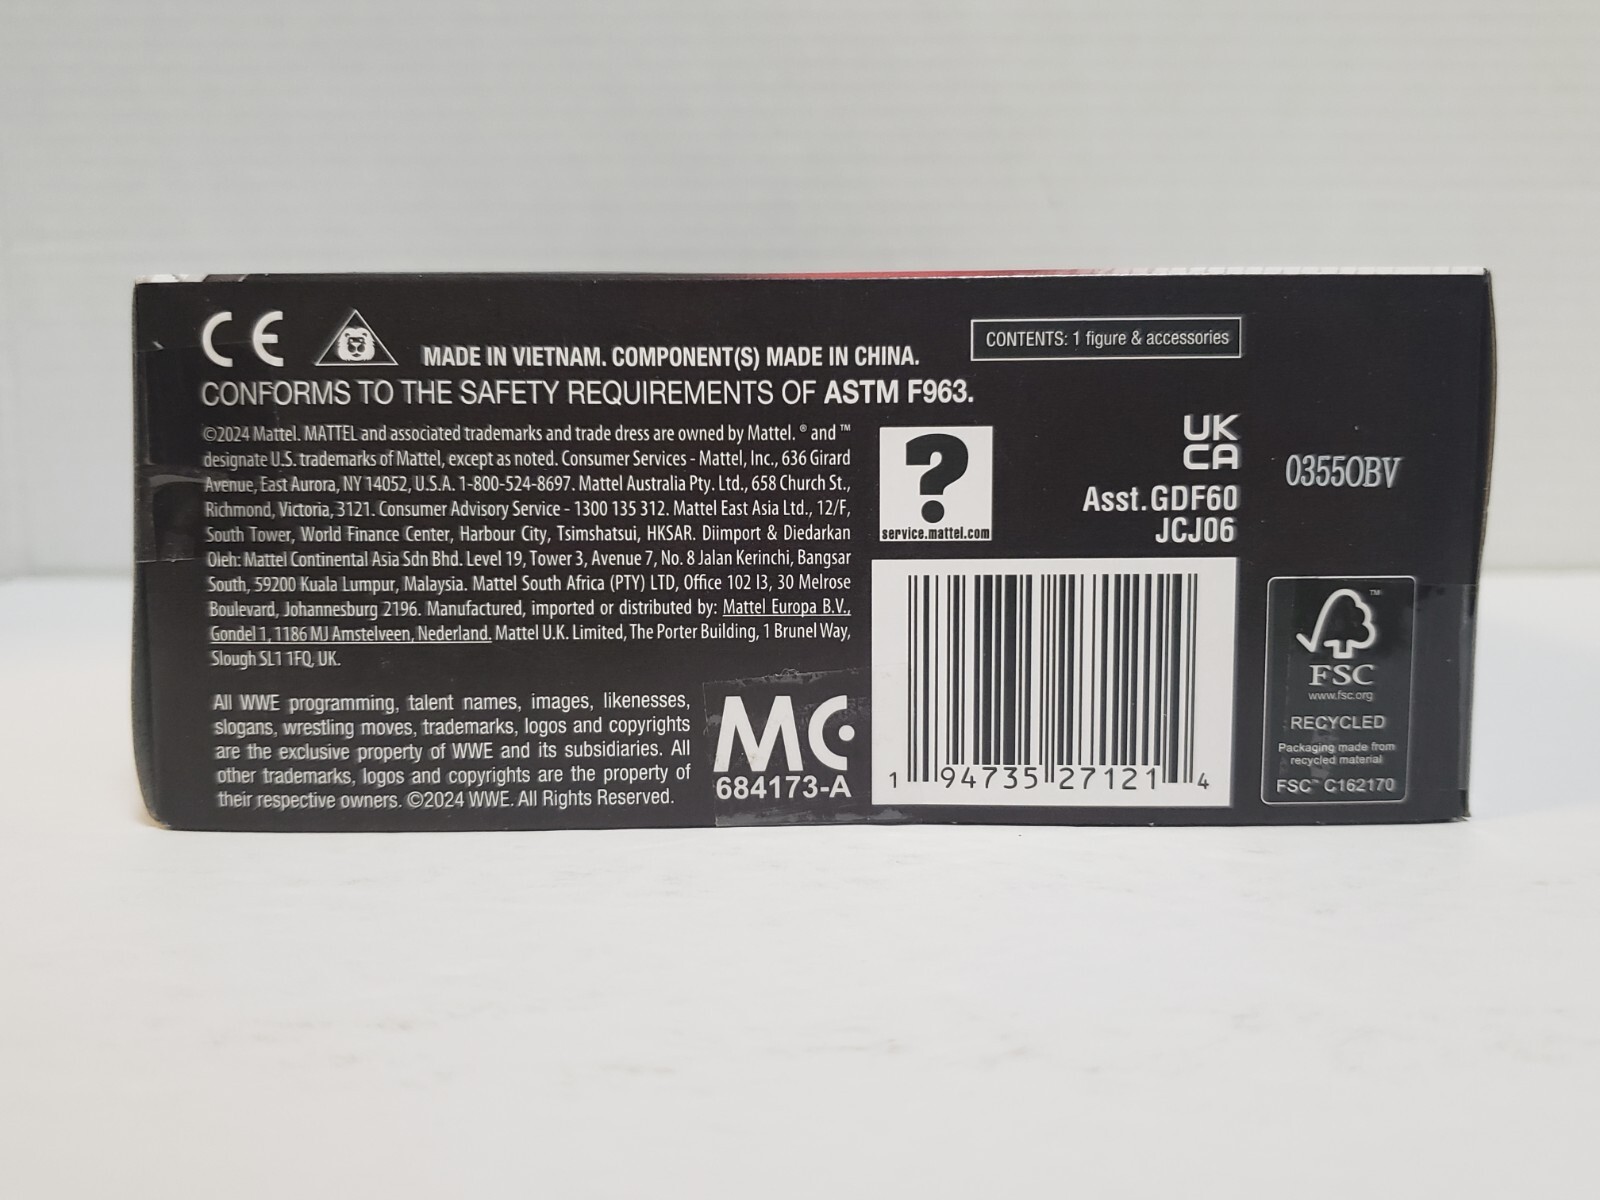 CE
MADE IN VIETNAM. COMPONENT(S) MADE IN CHINA.
CONTENTS: 1 figure & accessories
CONFORMS TO THE SAFETY REQUIREMENTS OF ASTM F963.
©2024 Mattel. MATTEL and associated trademarks and trade dress are owned by Mattel. ® and ™
designate U.S. trademarks of Mattel, except as noted. Consumer Services - Mattel, Inc., 636 Girard
Avenue, East Aurora, NY 14052, U.S.A. 1-800-524-8697. Mattel Australia Pty. Ltd., 658 Church St.,
Richmond, Victoria, 3121. Consumer Advisory Service - 1300 135 312. Mattel East Asia Ltd., 12/F,
South Tower, World Finance Center, Harbour City, Tsimshatsui, HKSAR. Diimport & Diedarkan
Oleh: Mattel Continental Asia Sdn Bhd. Level 19, Tower 3, Avenue 7, No. 8 Jalan Kerinchi, Bangsar
South, 59200 Kuala Lumpur, Malaysia. Mattel South Africa (PTY) LTD, Office 102 I3, 30 Melrose
Boulevard, Johannesburg 2196. Manufactured, imported or distributed by: Mattel Europa B.V.,
Gondel 1, 1186 MJ Amstelveen, Nederland. Mattel U.K. Limited, The Porter Building, 1 Brunel Way,
Slough SL1 1FQ, UK.
All WWE programming, talent names, images, likenesses,
slogans, wrestling moves, trademarks, logos and copyrights
are the exclusive property of WWE and its subsidiaries. All
other trademarks, logos and copyrights are the property of
their respective owners. ©2024 WWE. All Rights Reserved.
MC
684173-A
?
service.mattel.com
UK
CA
Asst.GDF60
JCJ06
0355OBV
1 94735 27121 4
FSC™
www.fsc.org
RECYCLED
Packaging made from
recycled material
FSC™ C162170